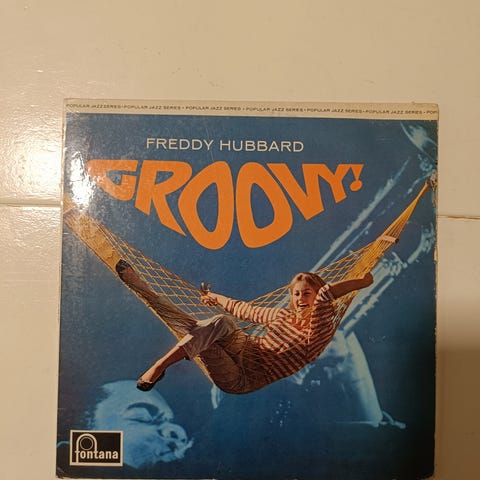 POPULAR JAZZ SERIES • POPULAR JAZZ SERIES • POPULAR JAZZ SERIES • POPULAR JAZZ SERIES • POPULAR JAZZ SERIES • POPULAR JAZZ SERIES • POP
FREDDY HUBBARD
GROOVY!
fontana